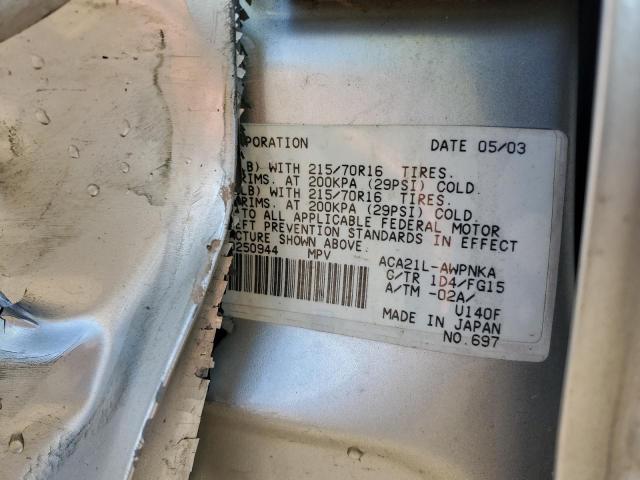 RPORATION DATE 05/03
LB) WITH 215/70R16 TIRES.
RIMS. AT 200KPA (29PSI) COLD
LB) WITH 215/70R16 TIRES.
RIMS. AT 200KPA (29PSI) COLD
TO ALL APPLICABLE FEDERAL MOTOR
EFT PREVENTION STANDARDS IN EFFECT
CTURE SHOWN ABOVE.
250944 MPV ACA21L-AWPNKA
C/TR 1D4/FG15
A/TM -02A/
U140F
MADE IN JAPAN
NO.697